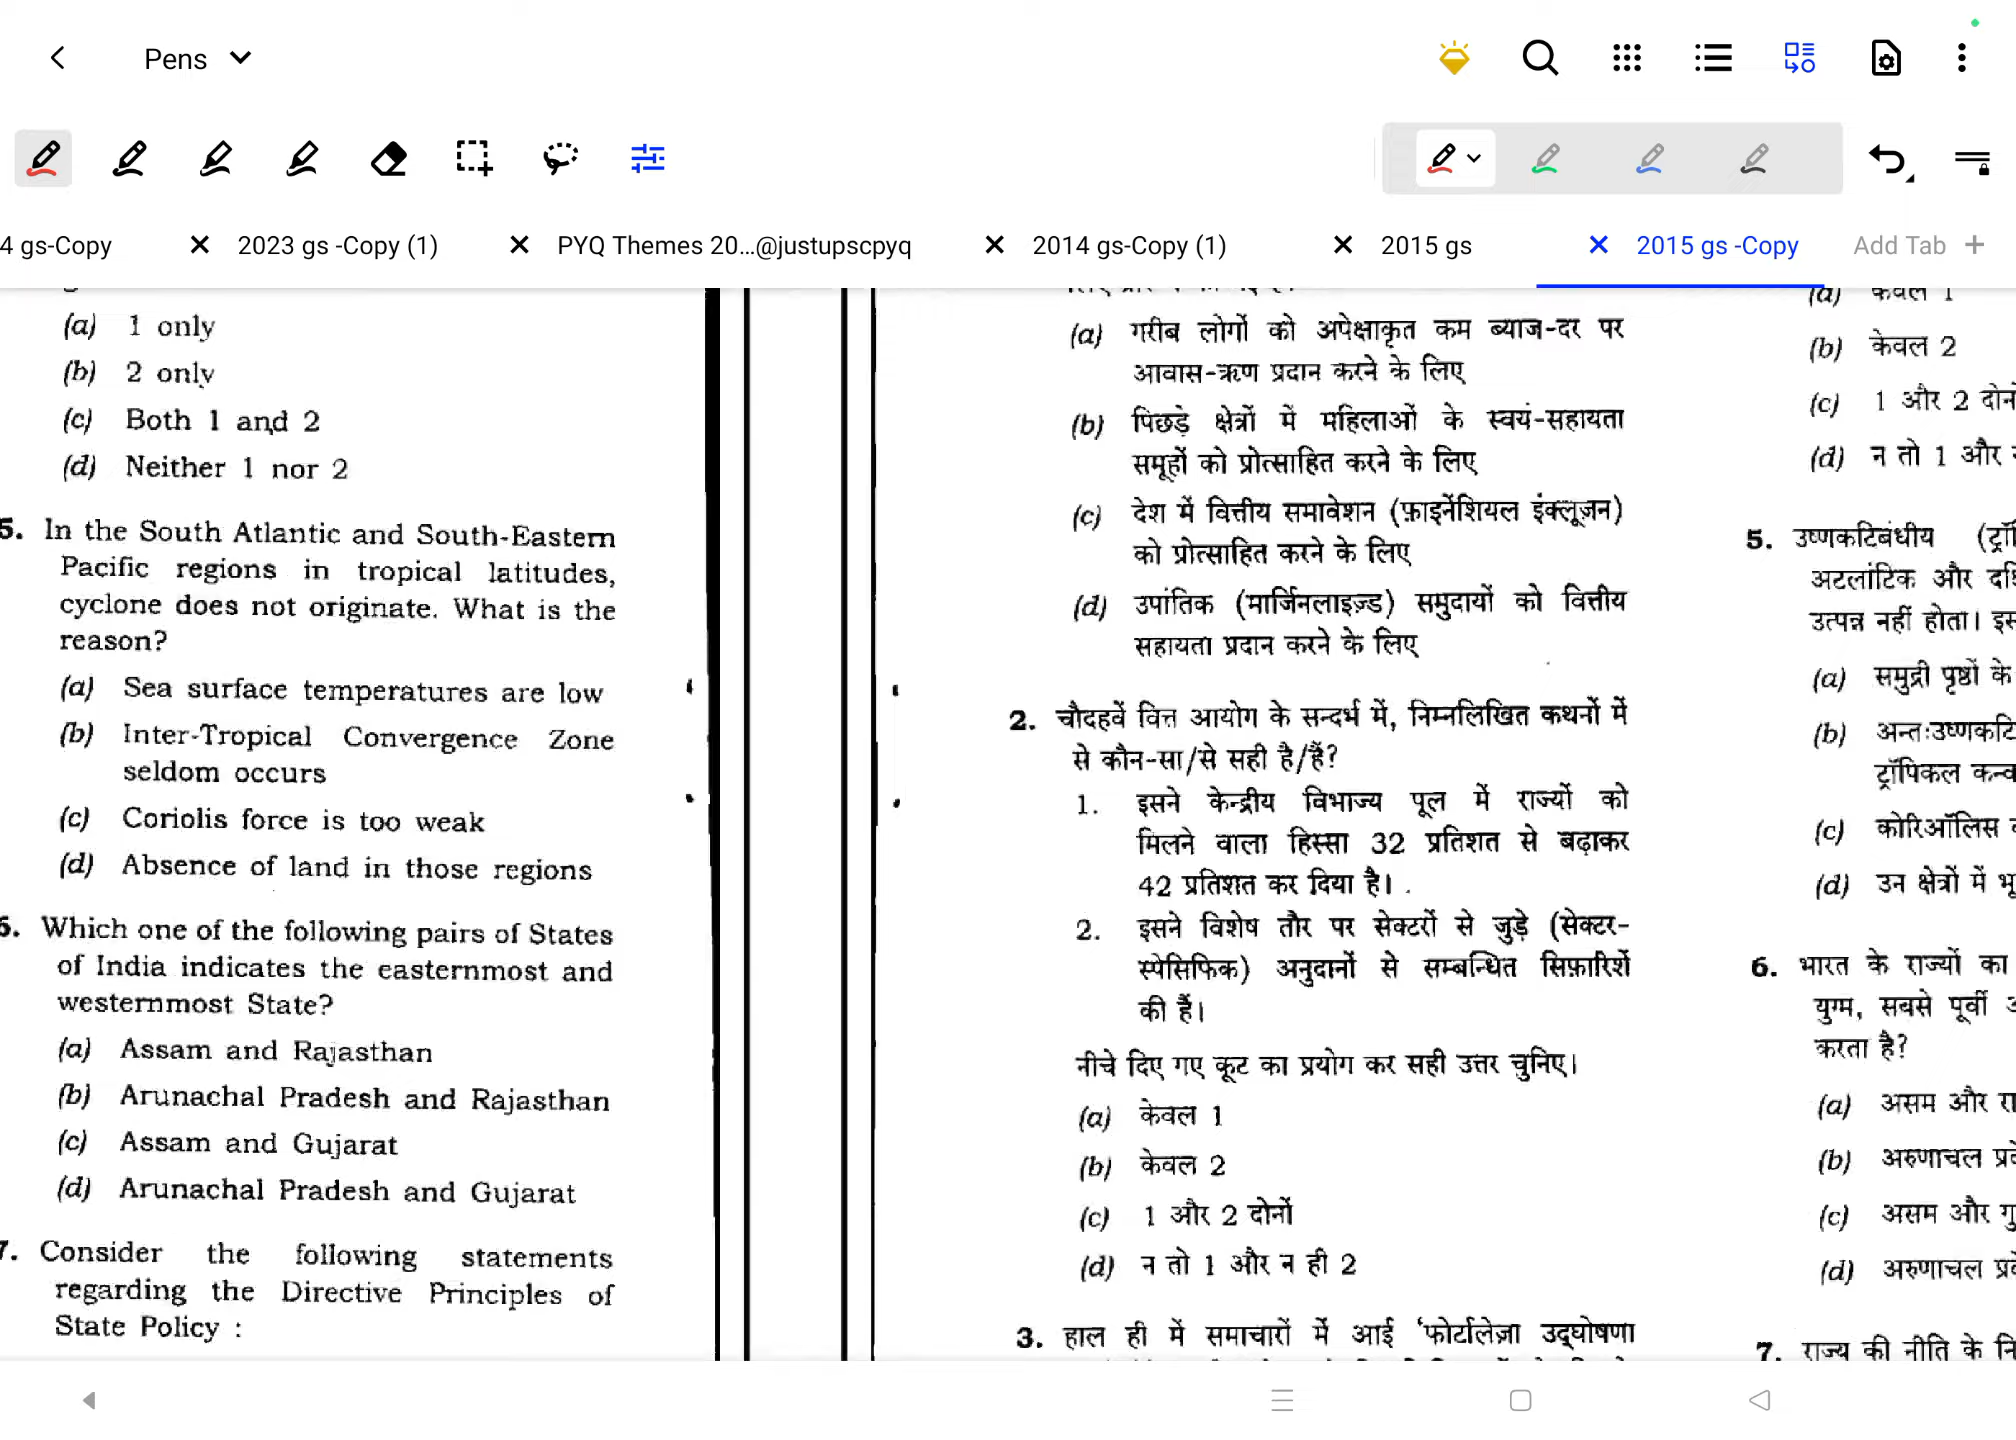 Pens
4 gs-Copy
2023 gs -Copy (1)
PYQ Themes 20...@justupscpyq
2014 gs-Copy (1)
2015 gs
2015 gs -Copy
Add Tab +
(a) 1 only
(b) 2 only
(c) Both 1 and 2
(d) Neither 1 nor 2
5. In the South Atlantic and South-Eastern
Pacific regions in tropical latitudes,
cyclone does not originate. What is the
reason?
(a) Sea surface temperatures are low
(b) Inter-Tropical Convergence Zone
seldom occurs
(c) Coriolis force is too weak
(d) Absence of land in those regions
6. Which one of the following pairs of States
of India indicates the easternmost and
westernmost State?
(a) Assam and Rajasthan
(b) Arunachal Pradesh and Rajasthan
(c) Assam and Gujarat
(d) Arunachal Pradesh and Gujarat
7. Consider the following statements
regarding the Directive Principles of
State Policy :
(a) गरीब लोगों को अपेक्षाकृत कम ब्याज-दर पर
आवास-ऋण प्रदान करने के लिए
(b) पिछड़े क्षेत्रों में महिलाओं के स्वयं-सहायता
समूहों को प्रोत्साहित करने के लिए
(c) देश में वित्तीय समावेशन (फ़ाइनेंशियल इंक्लूज़न)
को प्रोत्साहित करने के लिए
(d) उपांतिक (मार्जिनलाइज़्ड) समुदायों को वित्तीय
सहायता प्रदान करने के लिए
2. चौदहवें वित्त आयोग के सन्दर्भ में, निम्नलिखित कथनों में
से कौन-सा/से सही है/हैं?
1. इसने केन्द्रीय विभाज्य पूल में राज्यों को
मिलने वाला हिस्सा 32 प्रतिशत से बढ़ाकर
42 प्रतिशत कर दिया है।
2. इसने विशेष तौर पर सेक्टरों से जुड़े (सेक्टर-
स्पेसिफिक) अनुदानों से सम्बन्धित सिफ़ारिशें
की हैं।
नीचे दिए गए कूट का प्रयोग कर सही उत्तर चुनिए।
(a) केवल 1
(b) केवल 2
(c) 1 और 2 दोनों
(d) न तो 1 और न ही 2
3. हाल ही में समाचारों में आई ‘फोर्टालेज़ा उद्घोषणा
(a) केवल 1
(b) केवल 2
(c) 1 और 2
(d) न तो 1 और
5. उष्णकटिबंधीय
अटलांटिक और
उत्पन्न नहीं होता।
(a) समुद्री पृष्ठों के
(b)
ट्रॉपिकल
(c) कोरिऑलिस
(d) उन क्षेत्रों में
6. भारत के राज्यों का
युग्म, सबसे पूर्वी
करता है?
(a) असम और
(b) अरुणाचल
(c) असम और
(d) अरुणाचल
7. राज्य की नीति के